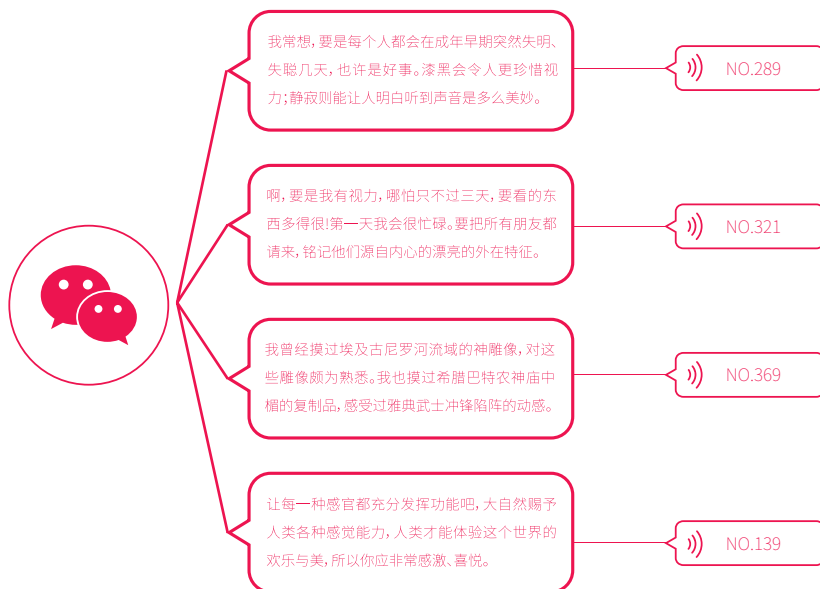 我常想,要是每个人都会在成年早期突然失明、
失聪几天,也许是好事。漆黑会令人更珍惜视
力;静寂则能让人明白听到声音是多么美妙。
NO.289
啊,要是我有视力,哪怕只不过三天,要看的东
西多得很!第一天我会很忙碌。要把所有朋友都
请来,铭记他们源自内心的漂亮的外在特征。
NO.321
我曾经摸过埃及古尼罗河流域的神雕像,对这
些雕像颇为熟悉。我也摸过希腊巴特农神庙中
楣的复制品,感受过雅典武士冲锋陷阵的动感。
NO.369
让每一种感官都充分发挥功能吧,大自然赐予
人类各种感觉能力,人类才能体验这个世界的
欢乐与美,所以你应非常感激、喜悦。
NO.139